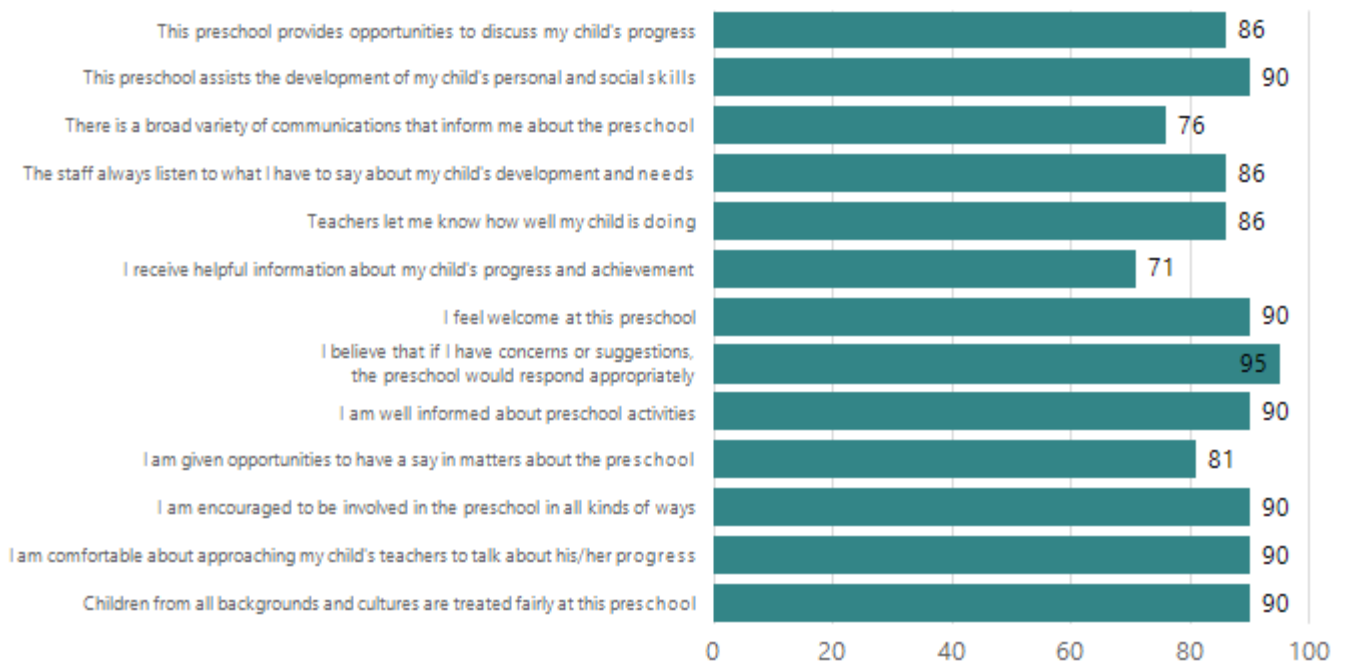 This preschool provides opportunities to discuss my child's progress 86
This preschool assists the development of my child's personal and social skills 90
There is a broad variety of communications that inform me about the preschool 76
The staff always listen to what I have to say about my child's development and needs 86
Teachers let me know how well my child is doing 86
I receive helpful information about my child's progress and achievement 71
I feel welcome at this preschool 90
I believe that if I have concerns or suggestions,
the preschool would respond appropriately 95
I am well informed about preschool activities 90
I am given opportunities to have a say in matters about the preschool 81
I am encouraged to be involved in the preschool in all kinds of ways 90
I am comfortable about approaching my child's teachers to talk about his/her progress 90
Children from all backgrounds and cultures are treated fairly at this preschool 90
0 20 40 60 80 100